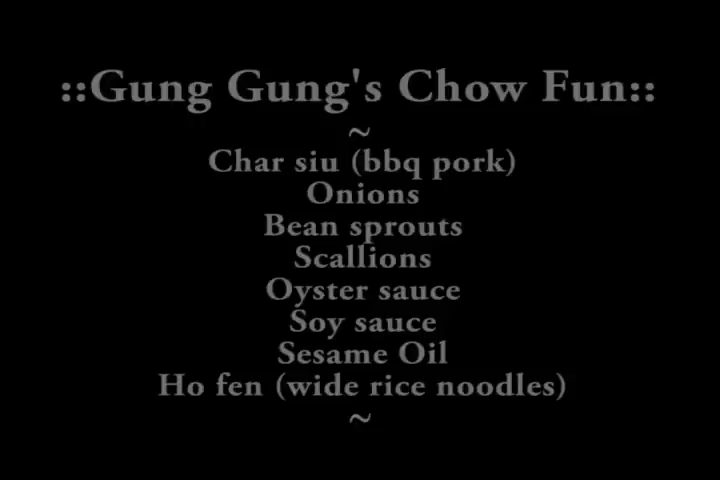 ::Gung Gung's Chow Fun::
~
Char siu (bbq pork)
Onions
Bean sprouts
Scallions
Oyster sauce
Soy sauce
Sesame Oil
Ho fen (wide rice noodles)
~